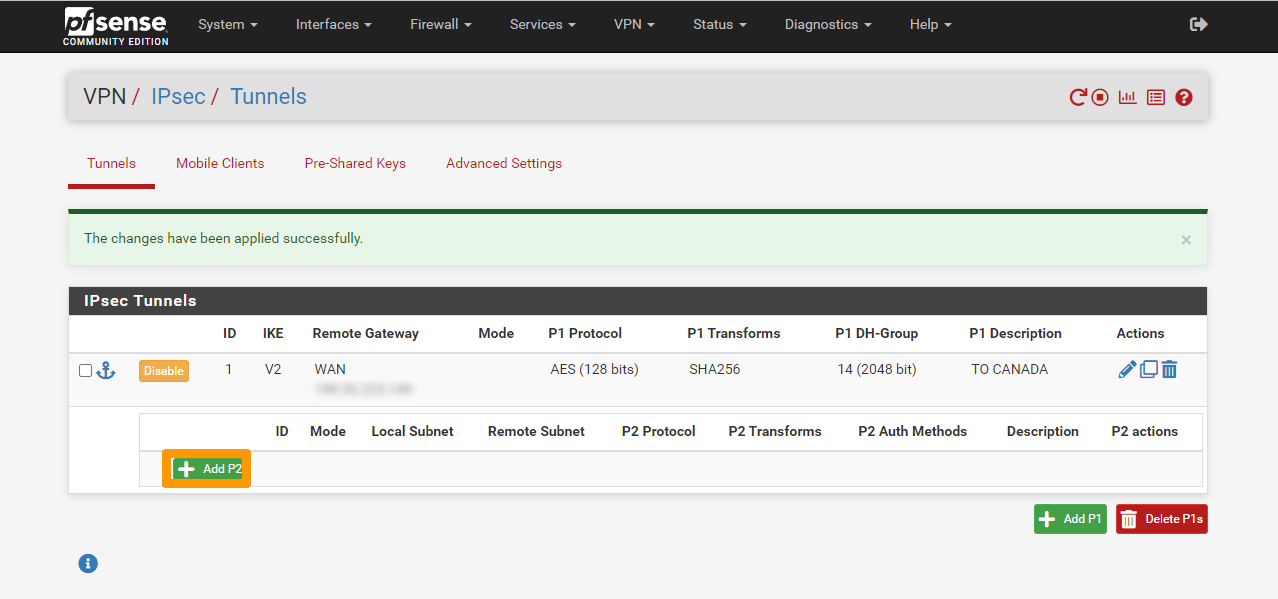 pfsense System Interfaces Firewall Services VPN Status Diagnostics Help
COMMUNITY EDITION
VPN / IPsec / Tunnels
Tunnels Mobile Clients Pre-Shared Keys Advanced Settings
The changes have been applied successfully. ×
IPsec Tunnels
ID IKE Remote Gateway Mode P1 Protocol P1 Transforms P1 DH-Group P1 Description Actions
Disable 1 V2 WAN AES (128 bits) SHA256 14 (2048 bit) TO CANADA
ID Mode Local Subnet Remote Subnet P2 Protocol P2 Transforms P2 Auth Methods Description P2 actions
Add P2
Add P1 Delete P1s